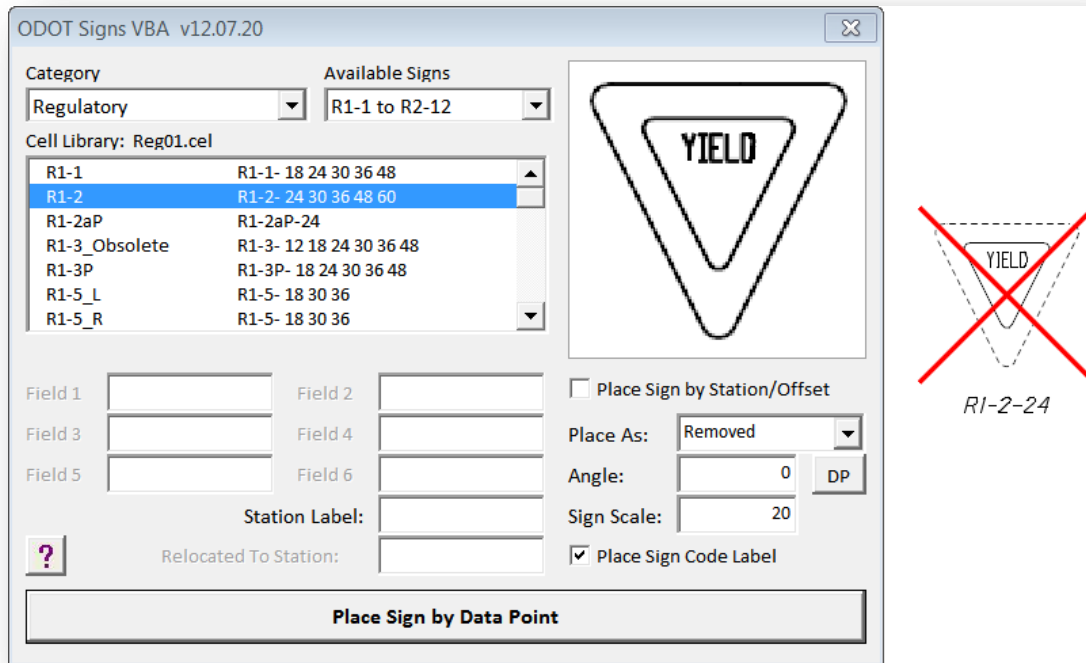 ODOT Signs VBA v12.07.20
Category
Available Signs
Regulatory
R1-1 to R2-12
Cell Library: Reg01.cel
R1-1 R1-1- 18 24 30 36 48
R1-2 R1-2- 24 30 36 48 60
R1-2aP R1-2aP-24
R1-3_Obsolete R1-3- 12 18 24 30 36 48
R1-3P R1-3P- 18 24 30 36 48
R1-5_L R1-5- 18 30 36
R1-5_R R1-5- 18 30 36
YIELD
YIELD
R1-2-24
Field 1
Field 2
Field 3
Field 4
Field 5
Field 6
Station Label:
? Relocated To Station:
Place Sign by Station/Offset
Place As: Removed
Angle: 0 DP
Sign Scale: 20
Place Sign Code Label
Place Sign by Data Point